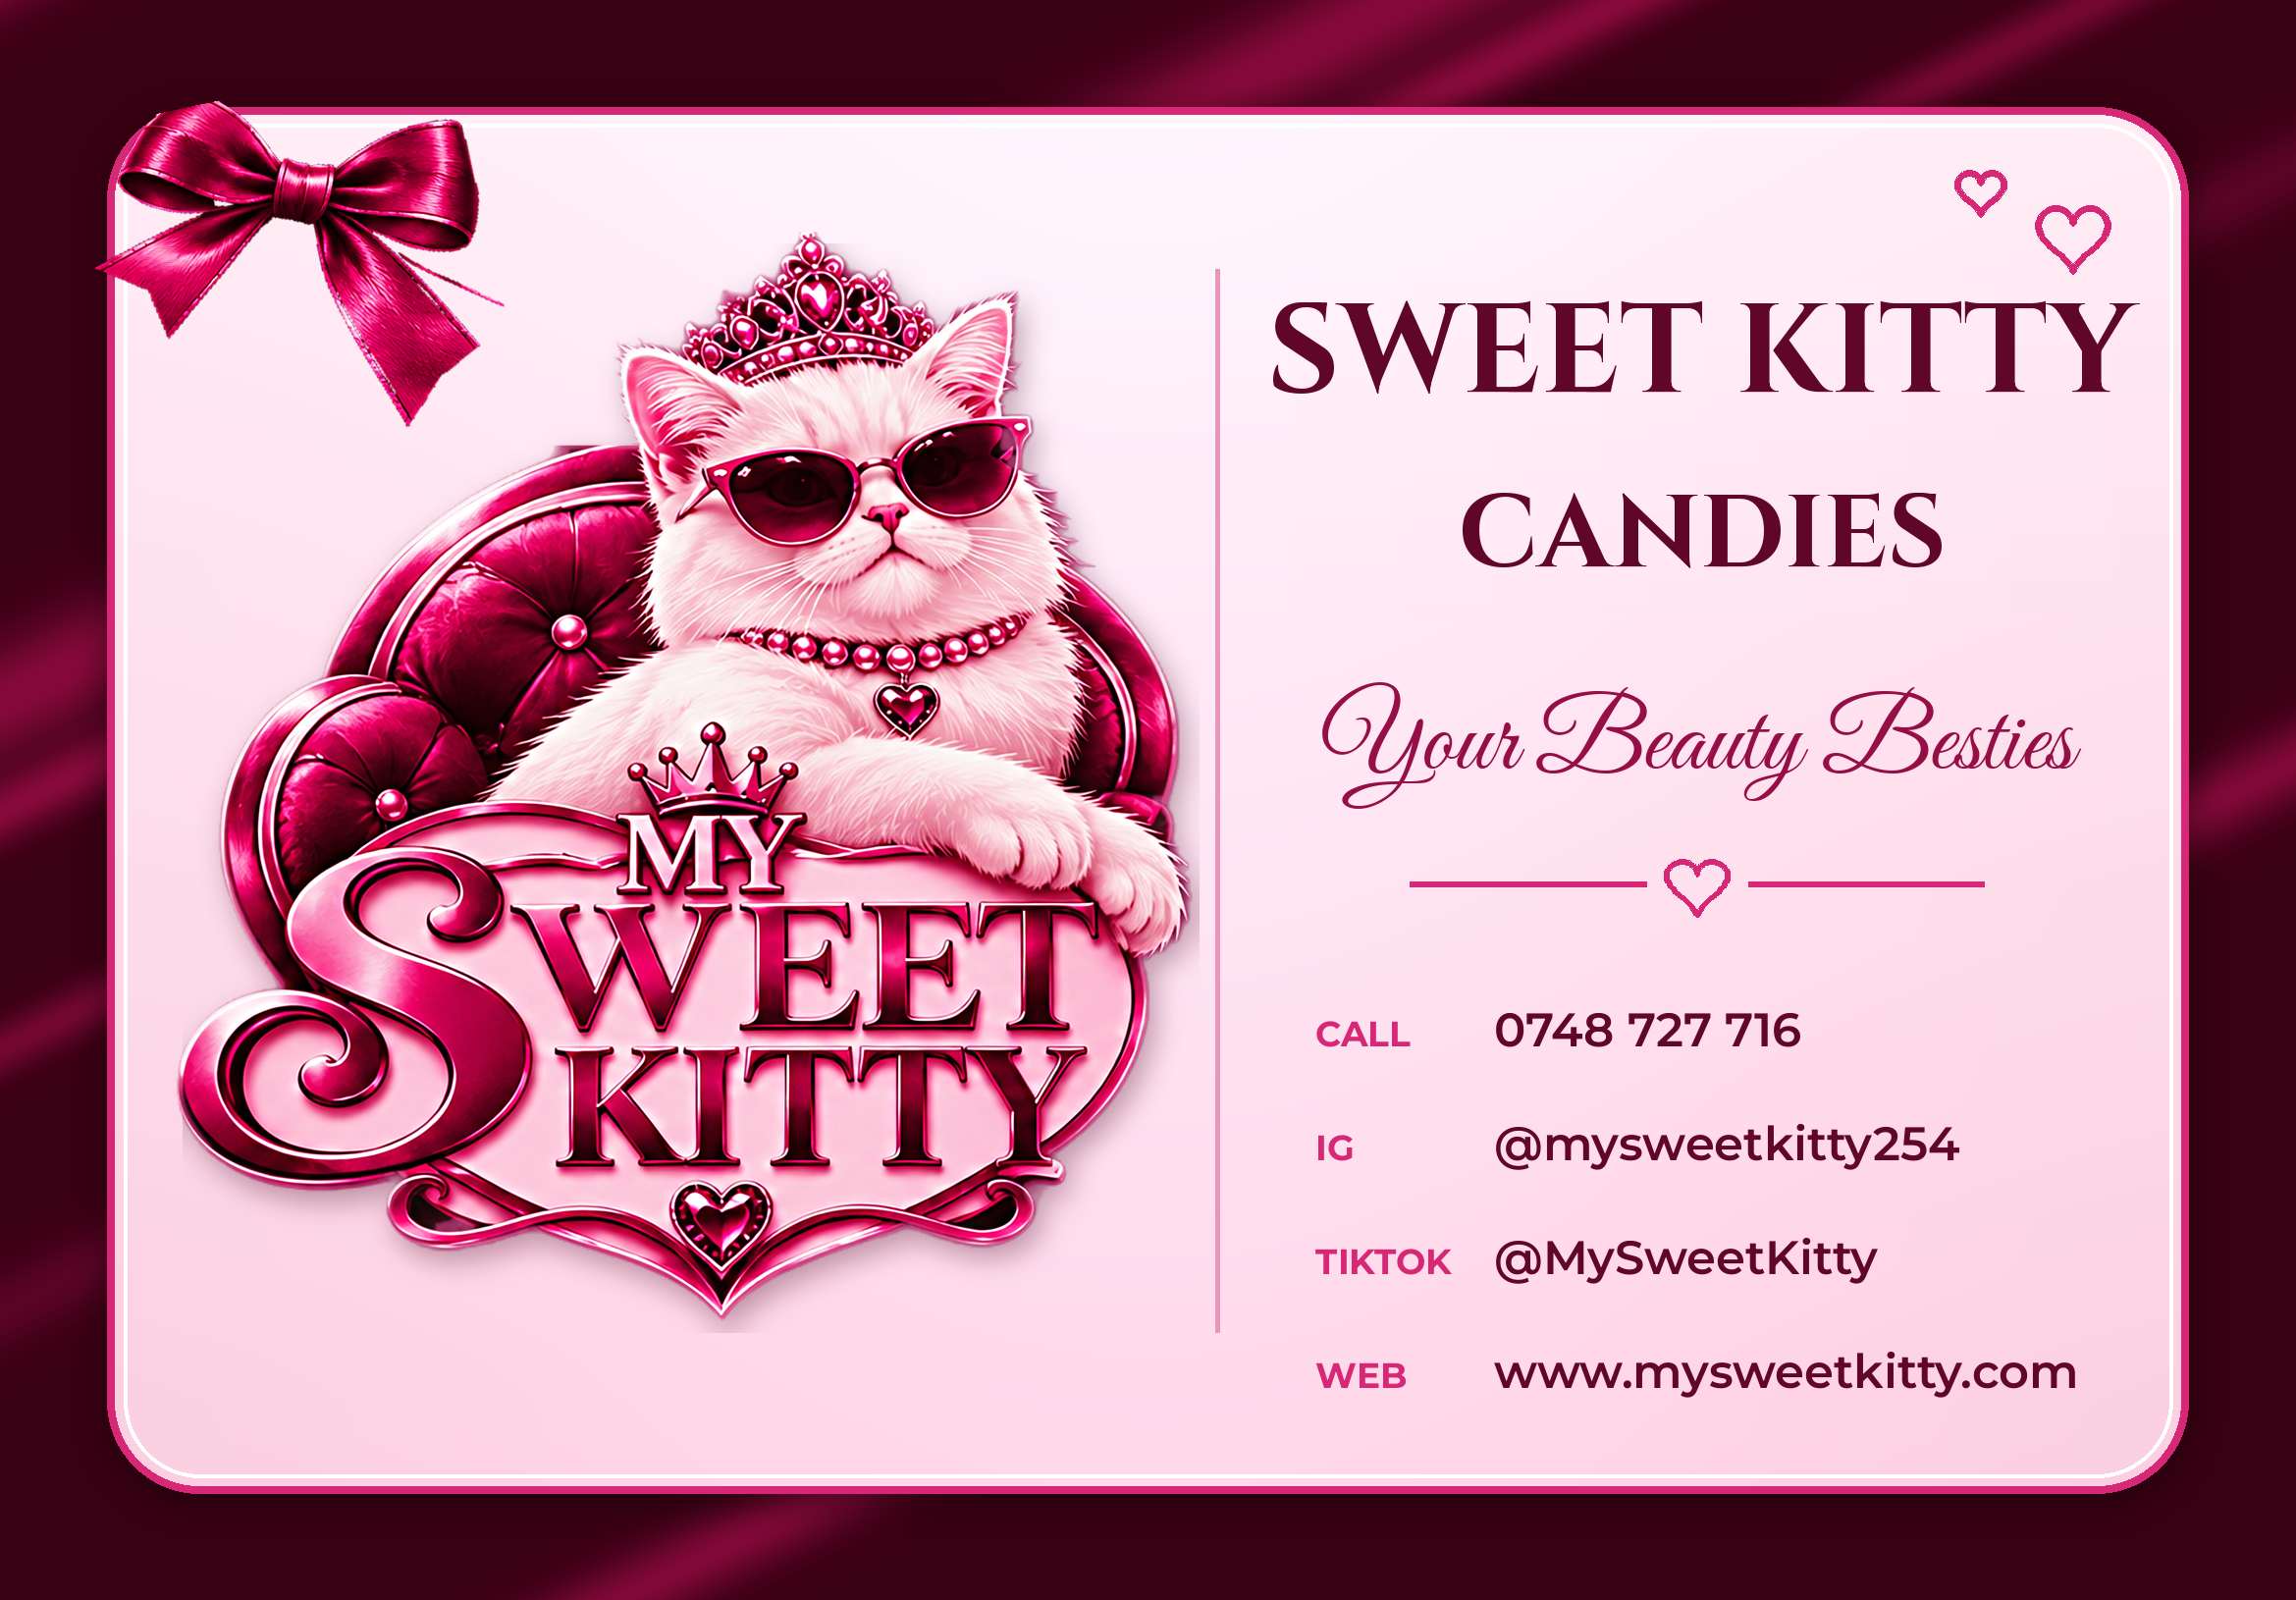 MY
SWEET
KITTY
SWEET KITTY
CANDIES
Your Beauty Besties
CALL 0748 727 716
IG @mysweetkitty254
TIKTOK @MySweetKitty
WEB www.mysweetkitty.com